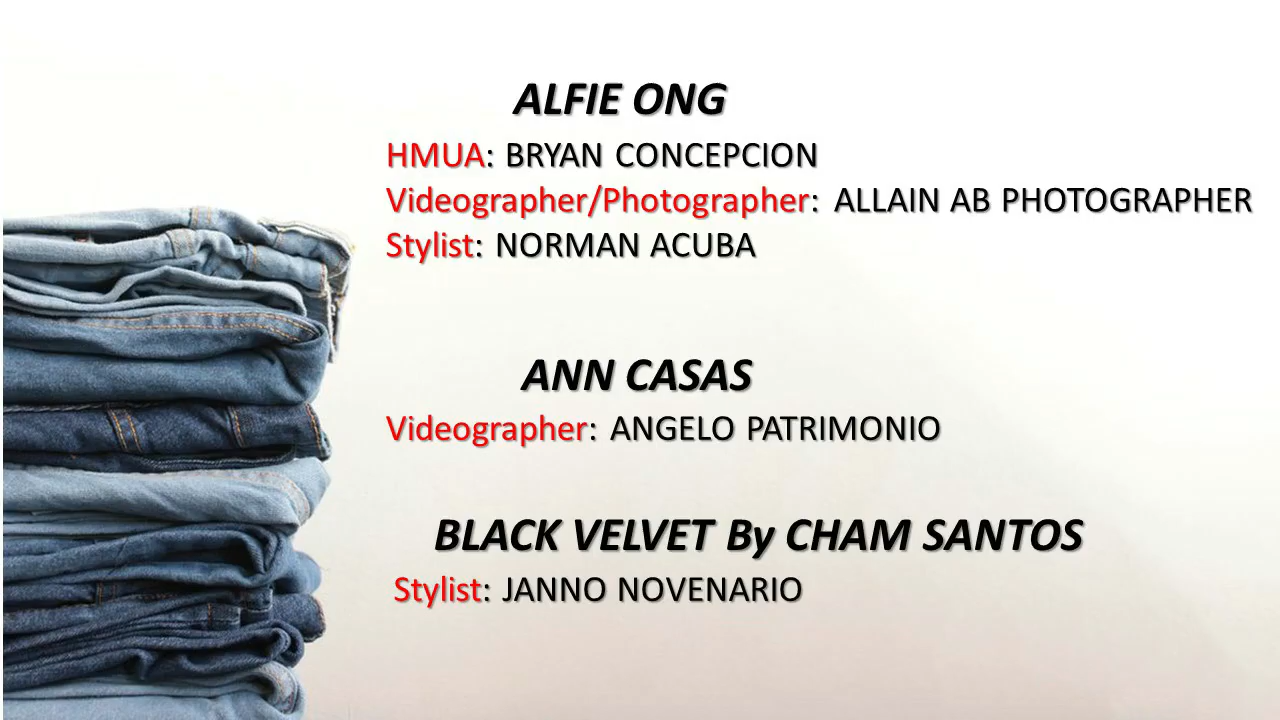 ALFIE ONG
HMUA: BRYAN CONCEPCION
Videographer/Photographer: ALLAIN AB PHOTOGRAPHER
Stylist: NORMAN ACUBA
ANN CASAS
Videographer: ANGELO PATRIMONIO
BLACK VELVET By CHAM SANTOS
Stylist: JANNO NOVENARIO